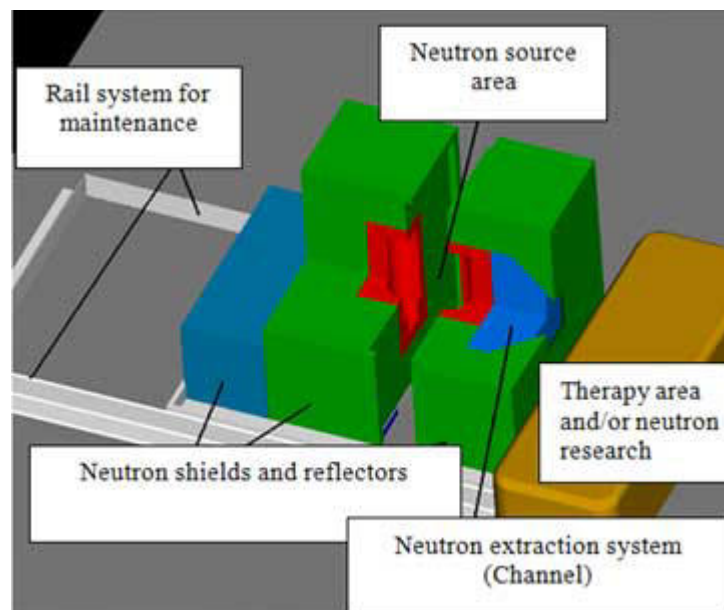 Neutron source
area
Rail system for
maintenance
Therapy area
and/or neutron
research
Neutron shields and reflectors
Neutron extraction system
(Channel)